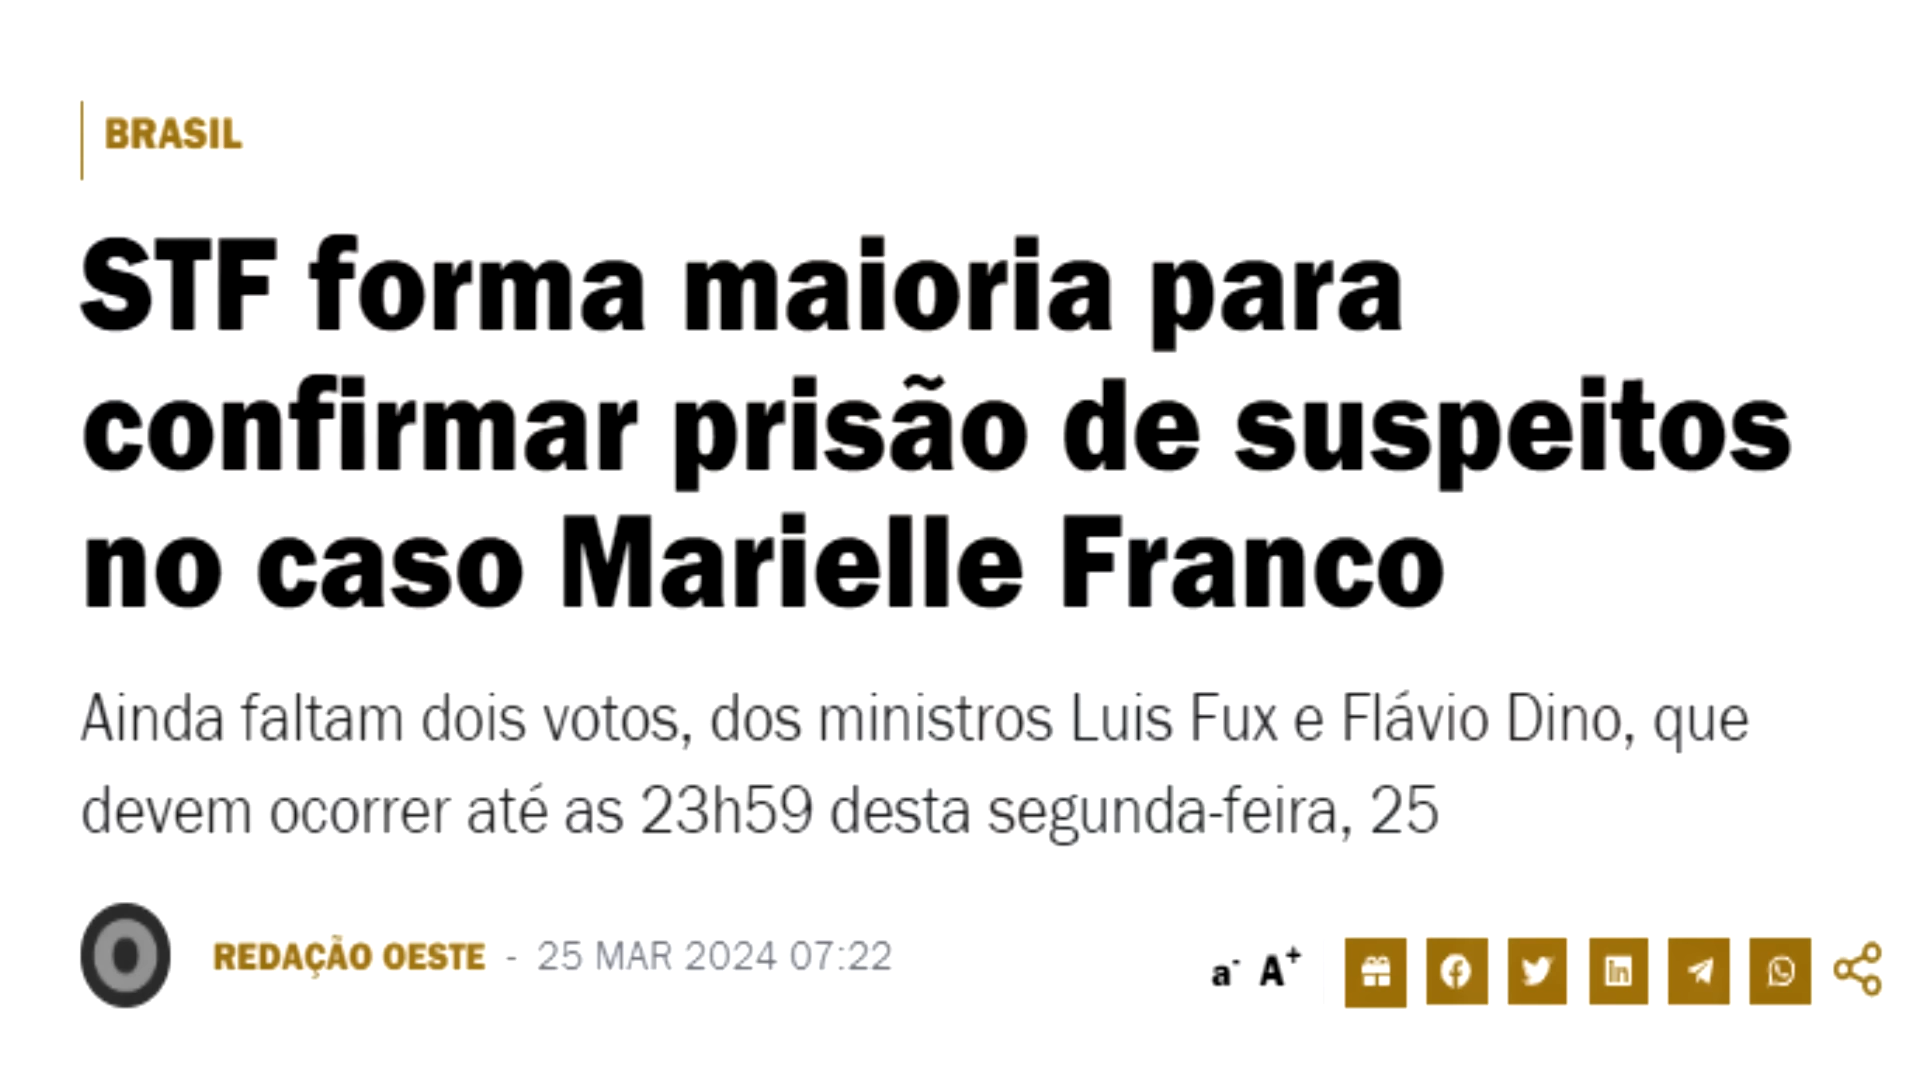 BRASIL
STF forma maioria para
confirmar prisão de suspeitos
no caso Marielle Franco
Ainda faltam dois votos, dos ministros Luis Fux e Flávio Dino, que
devem ocorrer até as 23h59 desta segunda-feira, 25
O REDAÇÃO OESTE - 25 MAR 2024 07:22 a- A+